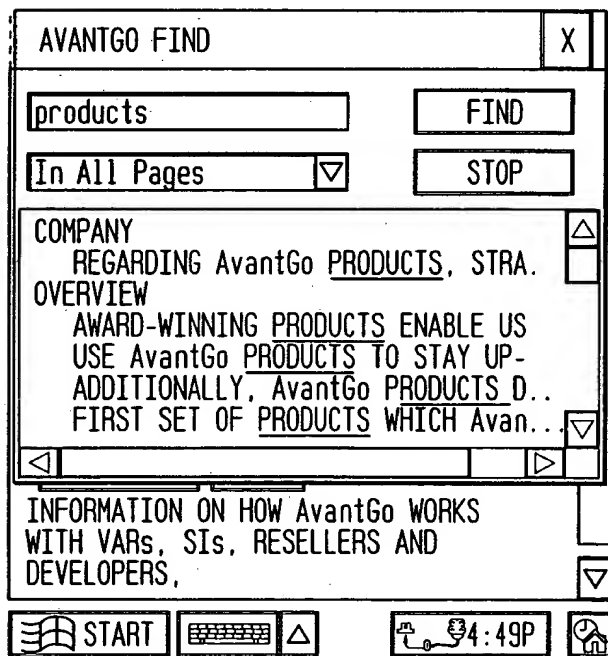 AVANTGO FIND X
products FIND
In All Pages STOP
COMPANY
REGARDING AvantGo PRODUCTS, STRA.
OVERVIEW
AWARD-WINNING PRODUCTS ENABLE US
USE AvantGo PRODUCTS TO STAY UP-
ADDITIONALLY, AvantGo PRODUCTS D..
FIRST SET OF PRODUCTS WHICH Avan...
INFORMATION ON HOW AvantGo WORKS
WITH VARs, SIs, RESELLERS AND
DEVELOPERS,
START 4:49P